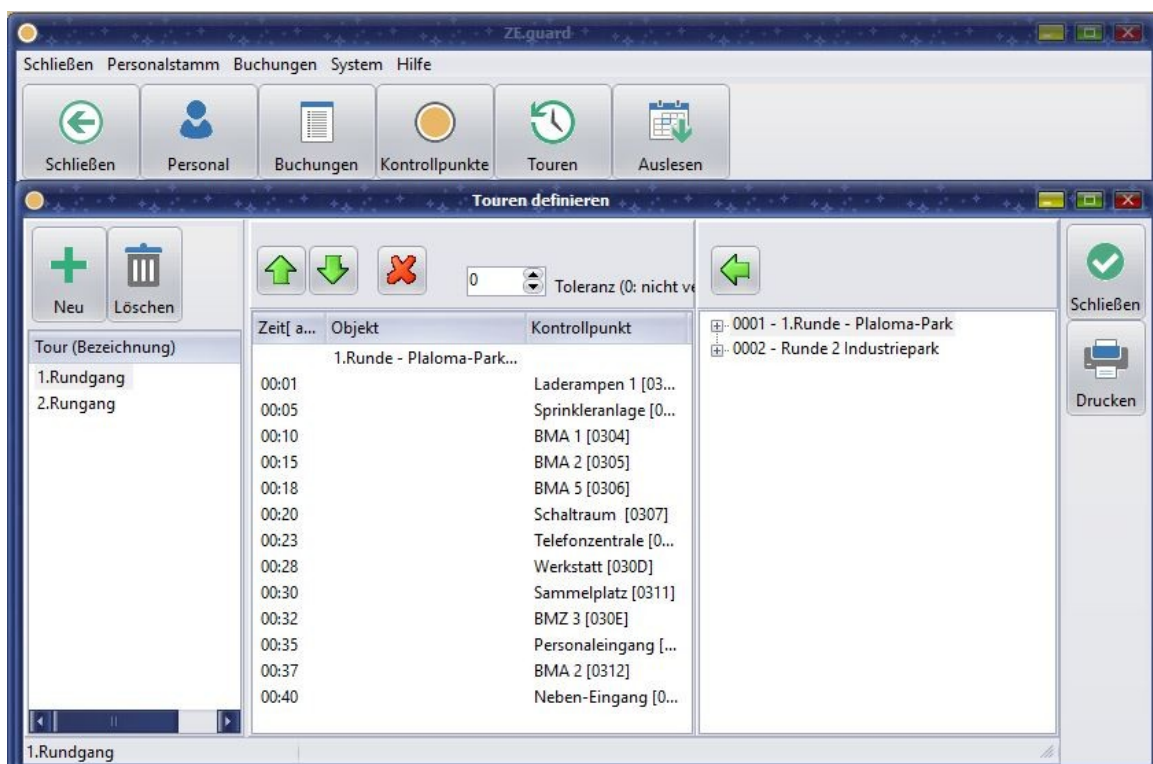 ZE.guard
Schließen Personalstamm Buchungen System Hilfe
Schließen Personal Buchungen Kontrollpunkte Touren Auslesen
Touren definieren
Neu Löschen
0 Toleranz (0: nicht ve
Schließen
Drucken
Tour (Bezeichnung)
1.Rundgang
2.Rungang
Zeit[ a... Objekt Kontrollpunkt
1.Runde - Plaloma-Park...
00:01 Laderampen 1 [03...
00:05 Sprinkleranlage [0...
00:10 BMA 1 [0304]
00:15 BMA 2 [0305]
00:18 BMA 5 [0306]
00:20 Schaltraum [0307]
00:23 Telefonzentrale [0...
00:28 Werkstatt [030D]
00:30 Sammelplatz [0311]
00:32 BMZ 3 [030E]
00:35 Personaleingang [...
00:37 BMA 2 [0312]
00:40 Neben-Eingang [0...
0001 - 1.Runde - Plaloma-Park
0002 - Runde 2 Industriepark
1.Rundgang